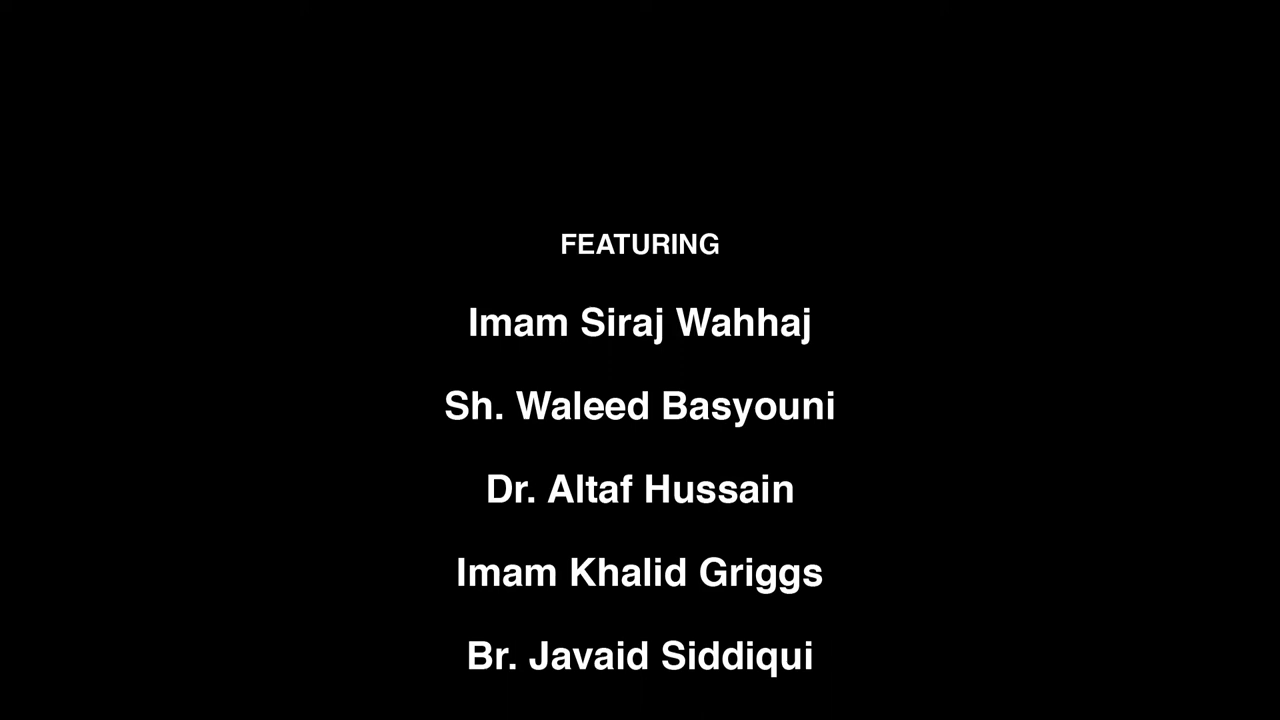 FEATURING
Imam Siraj Wahhaj
Sh. Waleed Basyouni
Dr. Altaf Hussain
Imam Khalid Griggs
Br. Javaid Siddiqui